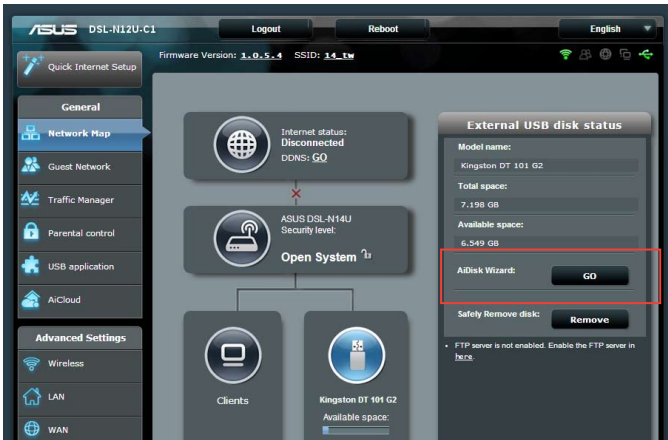 ASUS DSL-N12U-C1
Logout
Reboot
English
Quick Internet Setup
Firmware Version: 1.0.5.4 SSID: 14_tw
General
Network Map
Guest Network
Traffic Manager
Parental control
USB application
AiCloud
Advanced Settings
Wireless
LAN
WAN
Internet status:
Disconnected
DDNS: GO
ASUS DSL-N14U
Security level:
Open System
Clients
Kingston DT 101 G2
Available space:
External USB disk status
Model name:
Kingston DT 101 G2
Total space:
7.198 GB
Available space:
6.549 GB
AiDisk Wizard:
GO
Safely Remove disk:
Remove
• FTP server is not enabled. Enable the FTP server in
here.